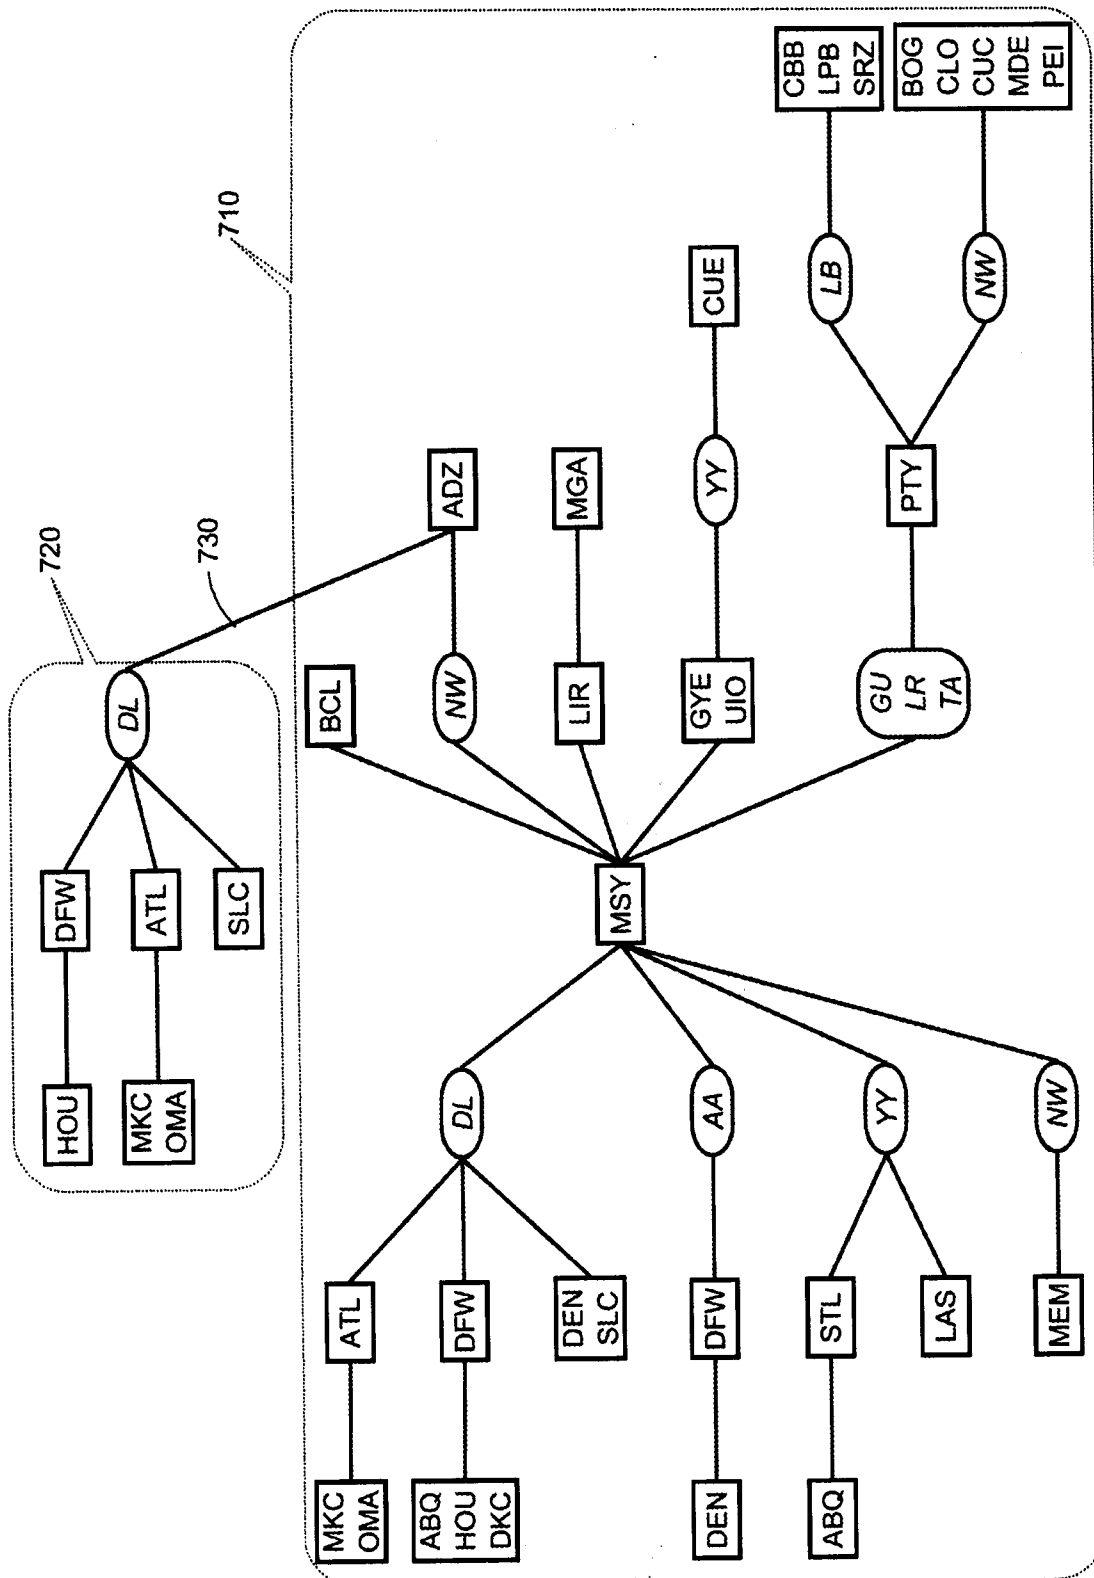 710
720
730
HOU
DFW
MKC
OMA
ATL
SLC
DL
MKC
OMA
ATL
BCL
ABQ
HOU
DKC
DFW
DL
NW
ADZ
DEN
SLC
MSY
LIR
MGA
DEN
DFW
AA
GYE
UIO
YY
CUE
ABQ
STL
LAS
YY
GU
LR
TA
PTY
LB
CBB
LPB
SRZ
MEM
NW
NW
BOG
CLO
CUC
MDE
PEI